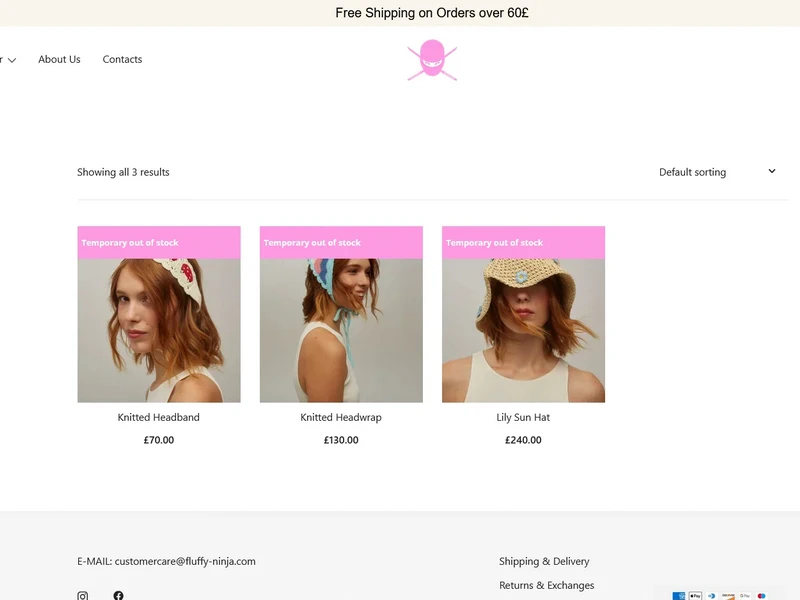 Free Shipping on Orders over 60£
r
About Us
Contacts
Showing all 3 results
Default sorting
Temporary out of stock
Temporary out of stock
Temporary out of stock
Knitted Headband
Knitted Headwrap
Lily Sun Hat
£70.00
£130.00
£240.00
E-MAIL: customercare@fluffy-ninja.com
Shipping & Delivery
Returns & Exchanges